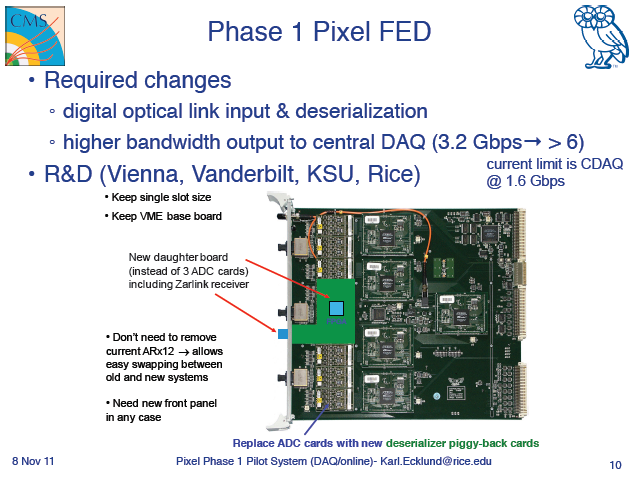 CMS
Phase 1 Pixel FED
• Required changes
◦ digital optical link input & deserialization
◦ higher bandwidth output to central DAQ (3.2 Gbps→ > 6)
• R&D (Vienna, Vanderbilt, KSU, Rice)
current limit is CDAQ
@ 1.6 Gbps
• Keep single slot size
• Keep VME base board
New daughter board
(instead of 3 ADC cards)
including Zarlink receiver
FPGA
• Don't need to remove
current ARx12 → allows
easy swapping between
old and new systems
• Need new front panel
in any case
Replace ADC cards with new deserializer piggy-back cards
8 Nov 11
Pixel Phase 1 Pilot System (DAQ/online)- Karl.Ecklund@rice.edu
10